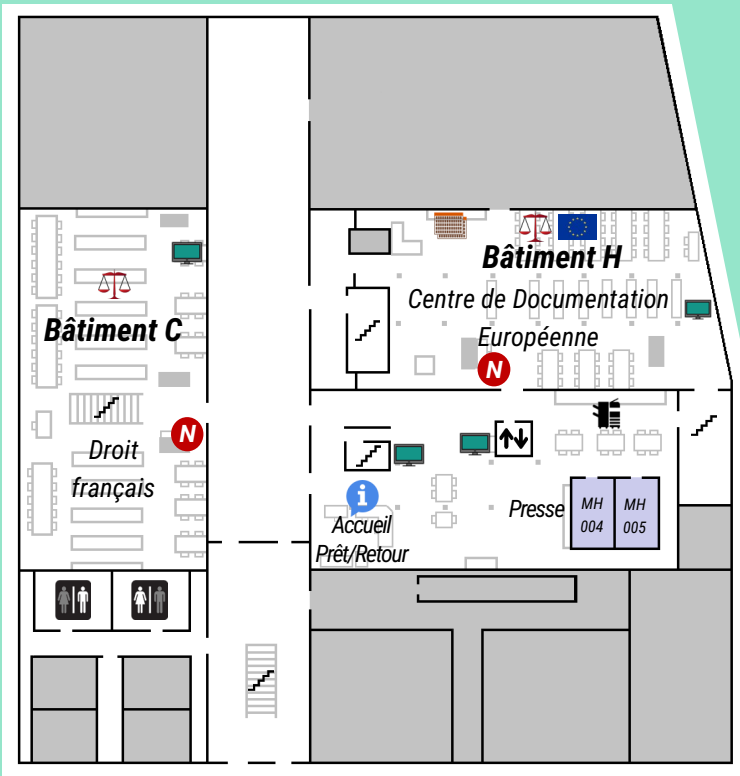 Bâtiment H
Centre de Documentation
Européenne
N
Bâtiment C
N
Droit
français
i
Accueil
Prêt/Retour
Presse
MH
004
MH
005